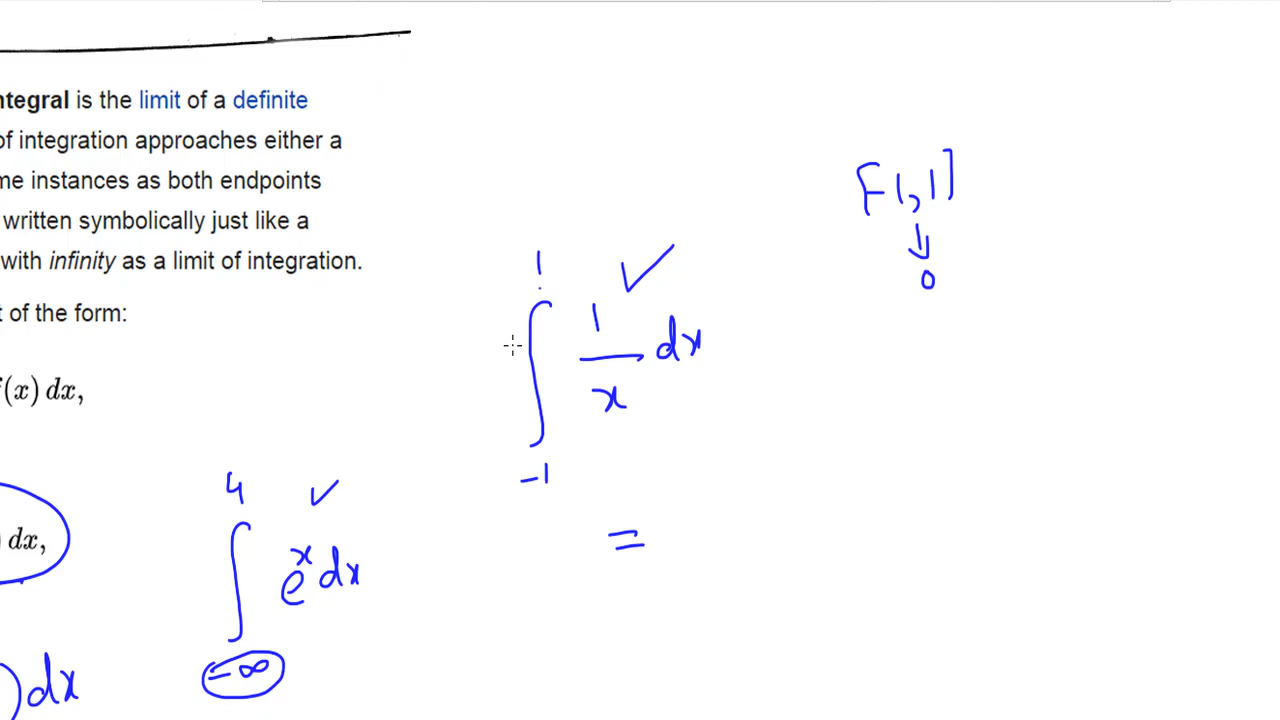 ntegral is the limit of a definite
of integration approaches either a
me instances as both endpoints
written symbolically just like a
with infinity as a limit of integration.
t of the form:
f(x) dx,
) dx,
) dx
4
∫ e^x dx ✓
-∞
1
∫ 1/x dx ✓
-1
=
[-1, 1]
↓
0